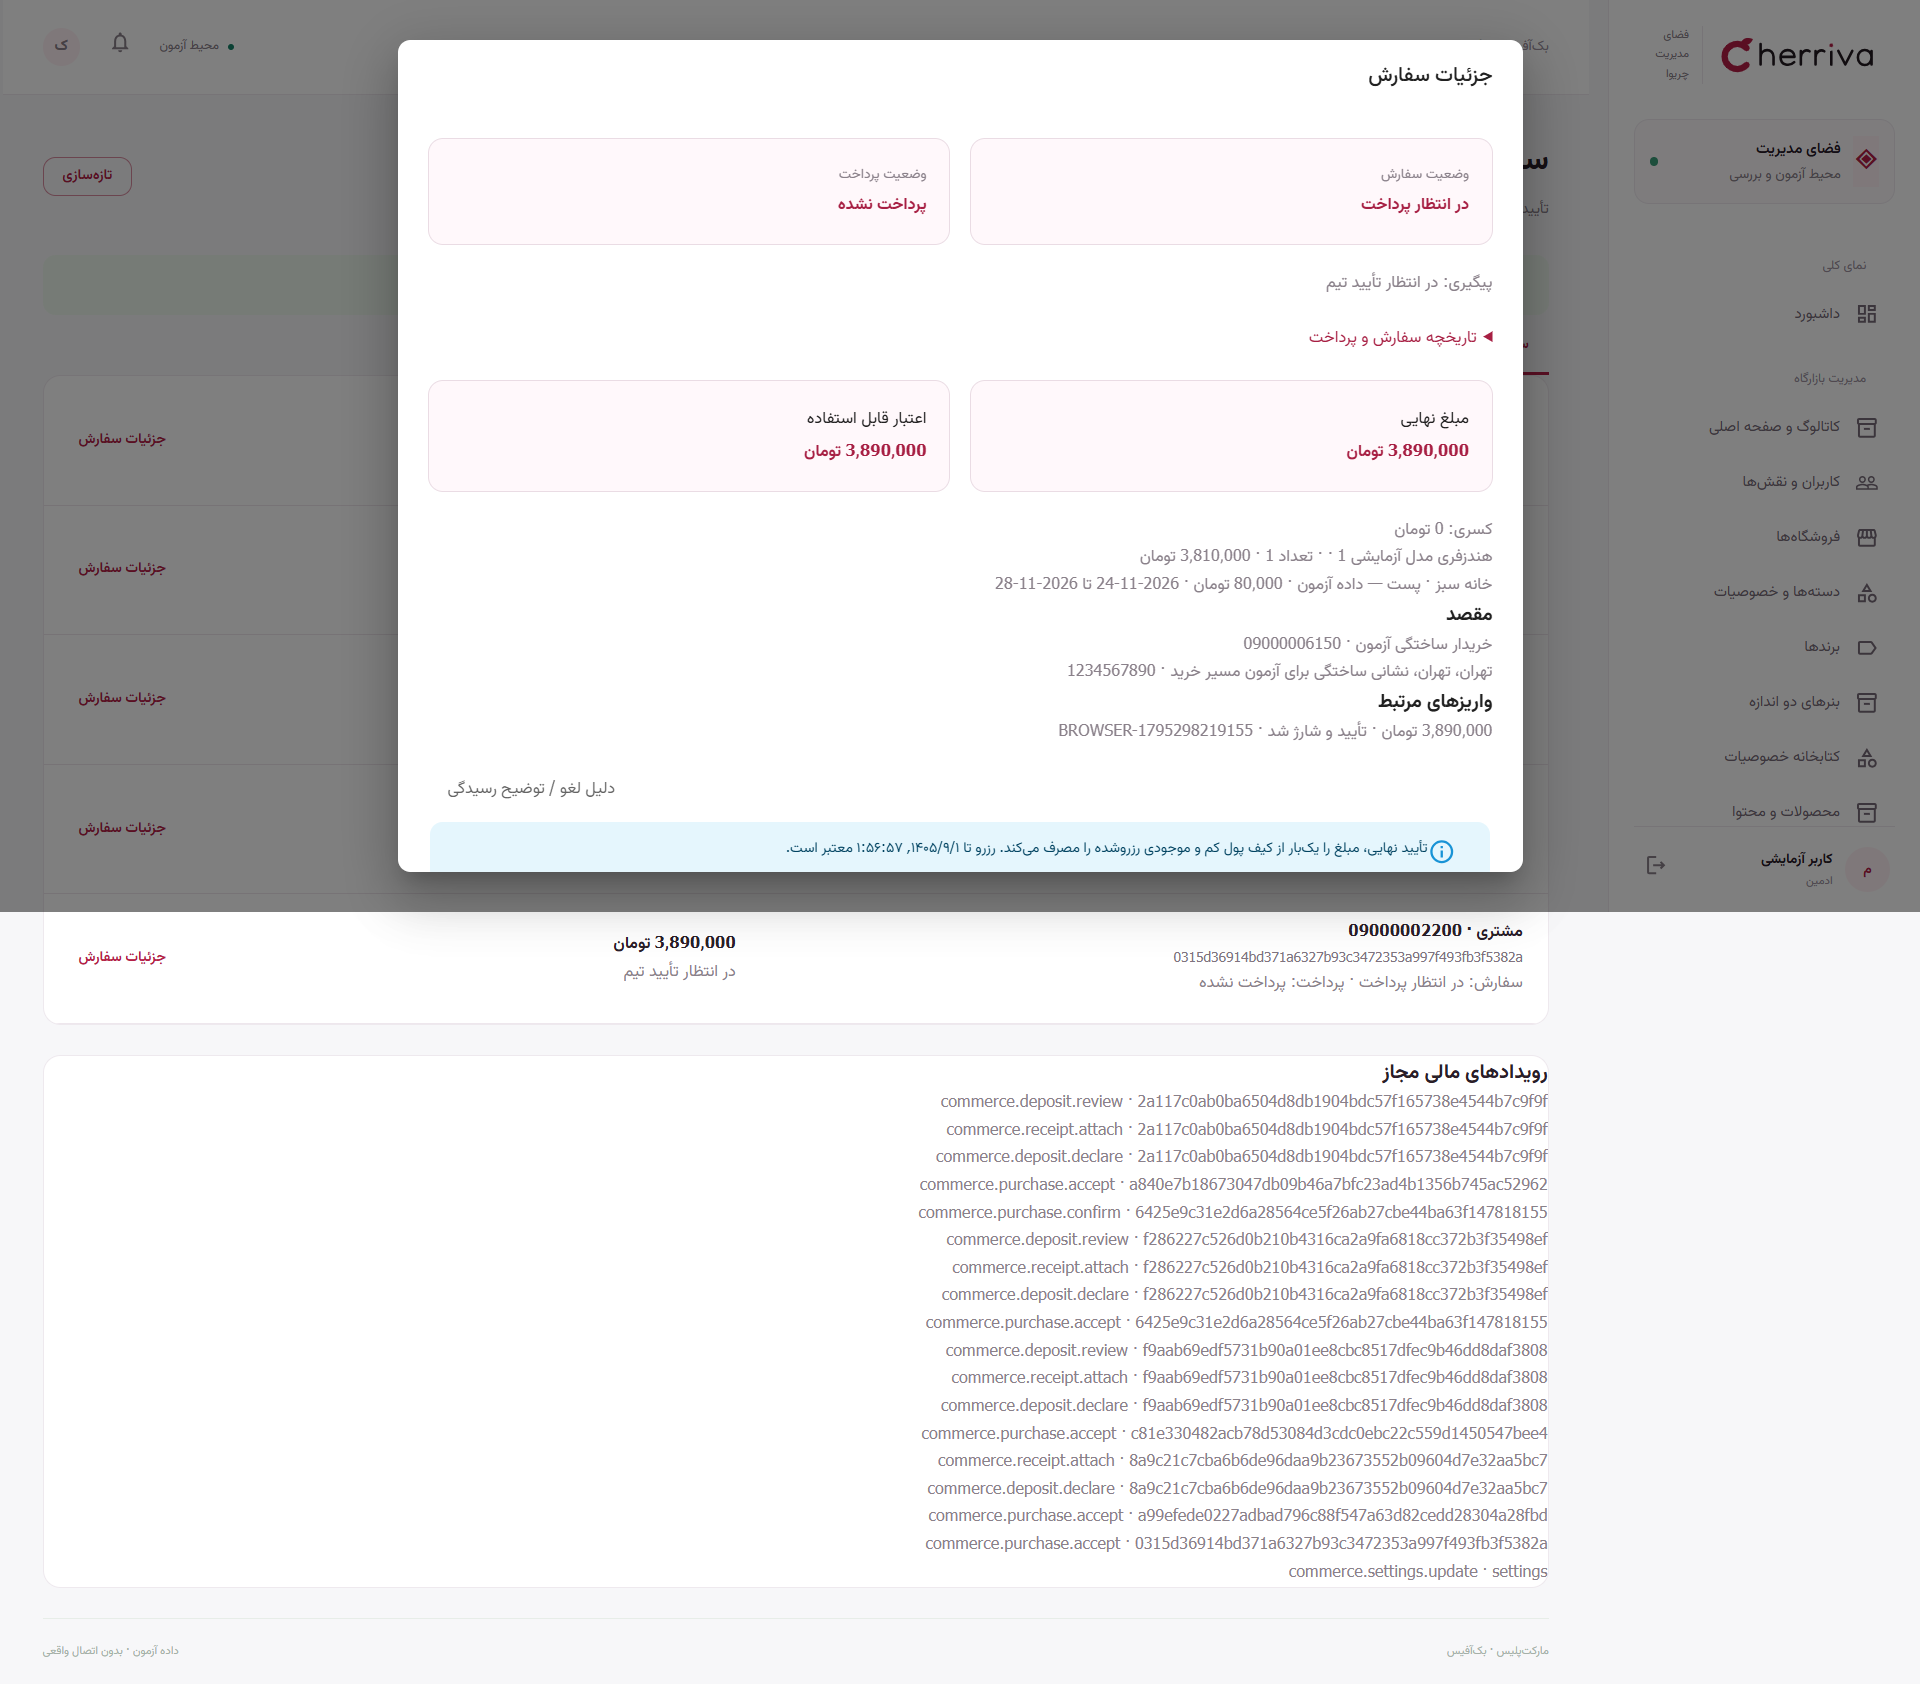 Cherriva
فضای
مدیریت
چریوا
فضای مدیریت
محیط آزمون و بررسی
نمای کلی
داشبورد
مدیریت بازارگاه
کاتالوگ و صفحه اصلی
کاربران و نقش‌ها
فروشگاه‌ها
دسته‌ها و خصوصیات
برندها
بنرهای دو اندازه
کتابخانه خصوصیات
محصولات و محتوا
م
کاربر آزمایشی
ادمین
محیط آزمون
ک
تازه‌سازی
تأیید
جزئیات سفارش
وضعیت سفارش
در انتظار پرداخت
وضعیت پرداخت
پرداخت نشده
پیگیری: در انتظار تأیید تیم
تاریخچه سفارش و پرداخت
مبلغ نهایی
3,890,000 تومان
اعتبار قابل استفاده
3,890,000 تومان
کسری: 0 تومان
هندزفری مدل آزمایشی 1 · · تعداد 1 · 3,810,000 تومان
خانه سبز · پست — داده آزمون · 80,000 تومان · 2026-11-24 تا 2026-11-28
مقصد
خریدار ساختگی آزمون · 09000006150
تهران، تهران، نشانی ساختگی برای آزمون مسیر خرید · 1234567890
واریزهای مرتبط
3,890,000 تومان · تأیید و شارژ شد · BROWSER-1795298219155
دلیل لغو / توضیح رسیدگی
تأیید نهایی، مبلغ را یک‌بار از کیف پول کم و موجودی رزروشده را مصرف می‌کند. رزرو تا ۱۴۰۵/۹/۱, ۱:۵۶:۵۷ معتبر است.
جزئیات سفارش
جزئیات سفارش
جزئیات سفارش
جزئیات سفارش
مشتری · 09000002200
0315d36914bd371a6327b93c3472353a997f493fb3f5382a
سفارش: در انتظار پرداخت · پرداخت: پرداخت نشده
3,890,000 تومان
در انتظار تأیید تیم
جزئیات سفارش
رویدادهای مالی مجاز
commerce.deposit.review · 2a117c0ab0ba6504d8db1904bdc57f165738e4544b7c9f9f
commerce.receipt.attach · 2a117c0ab0ba6504d8db1904bdc57f165738e4544b7c9f9f
commerce.deposit.declare · 2a117c0ab0ba6504d8db1904bdc57f165738e4544b7c9f9f
commerce.purchase.accept · a840e7b18673047db09b46a7bfc23ad4b1356b745ac52962
commerce.purchase.confirm · 6425e9c31e2d6a28564ce5f26ab27cbe44ba63f147818155
commerce.deposit.review · f286227c526d0b210b4316ca2a9fa6818cc372b3f35498ef
commerce.receipt.attach · f286227c526d0b210b4316ca2a9fa6818cc372b3f35498ef
commerce.deposit.declare · f286227c526d0b210b4316ca2a9fa6818cc372b3f35498ef
commerce.purchase.accept · 6425e9c31e2d6a28564ce5f26ab27cbe44ba63f147818155
commerce.deposit.review · f9aab69edf5731b90a01ee8cbc8517dfec9b46dd8daf3808
commerce.receipt.attach · f9aab69edf5731b90a01ee8cbc8517dfec9b46dd8daf3808
commerce.deposit.declare · f9aab69edf5731b90a01ee8cbc8517dfec9b46dd8daf3808
commerce.purchase.accept · c81e330482acb78d53084d3cdc0ebc22c559d1450547bee4
commerce.receipt.attach · 8a9c21c7cba6b6de96daa9b23673552b09604d7e32aa5bc7
commerce.deposit.declare · 8a9c21c7cba6b6de96daa9b23673552b09604d7e32aa5bc7
commerce.purchase.accept · a99efede0227adbad796c88f547a63d82cedd28304a28fbd
commerce.purchase.accept · 0315d36914bd371a6327b93c3472353a997f493fb3f5382a
commerce.settings.update · settings
مارکت‌پلیس · بک‌آفیس
داده آزمون · بدون اتصال واقعی